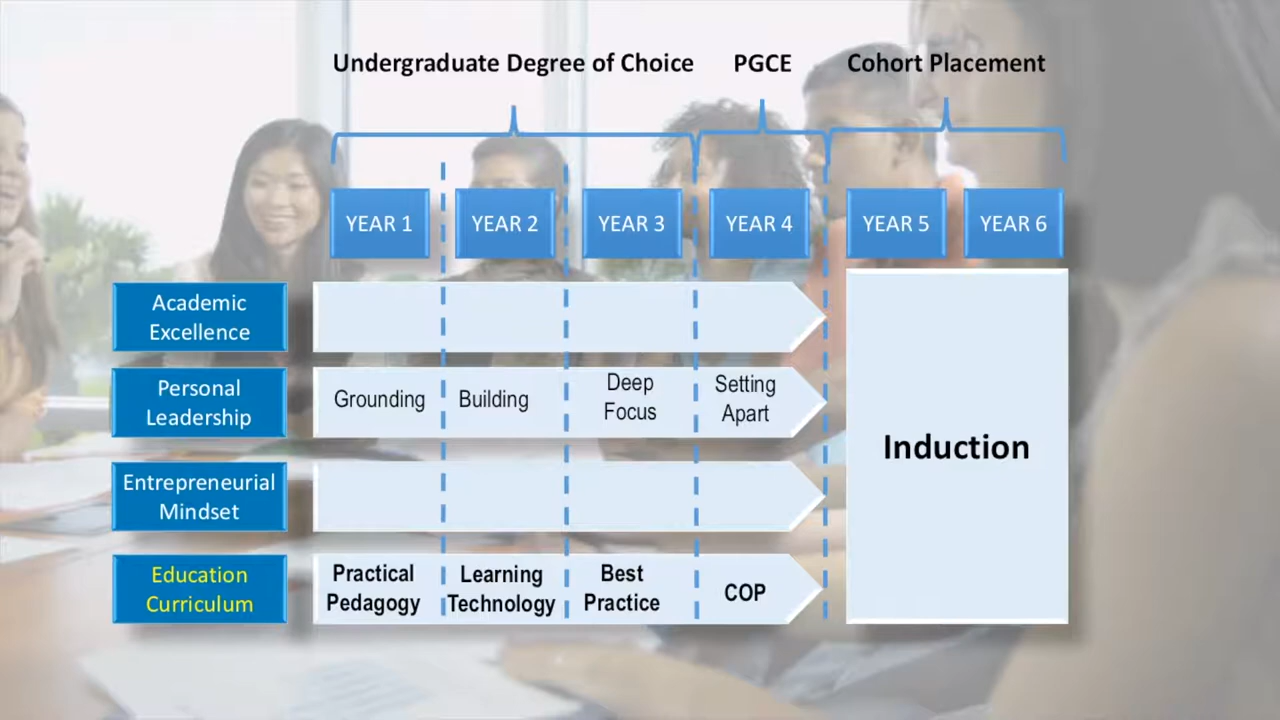 Undergraduate Degree of Choice PGCE Cohort Placement
YEAR 1 YEAR 2 YEAR 3 YEAR 4 YEAR 5 YEAR 6
Academic
Excellence
Personal
Leadership
Grounding
Building
Deep
Focus
Setting
Apart
Entrepreneurial
Mindset
Education
Curriculum
Practical
Pedagogy
Learning
Technology
Best
Practice
COP
Induction